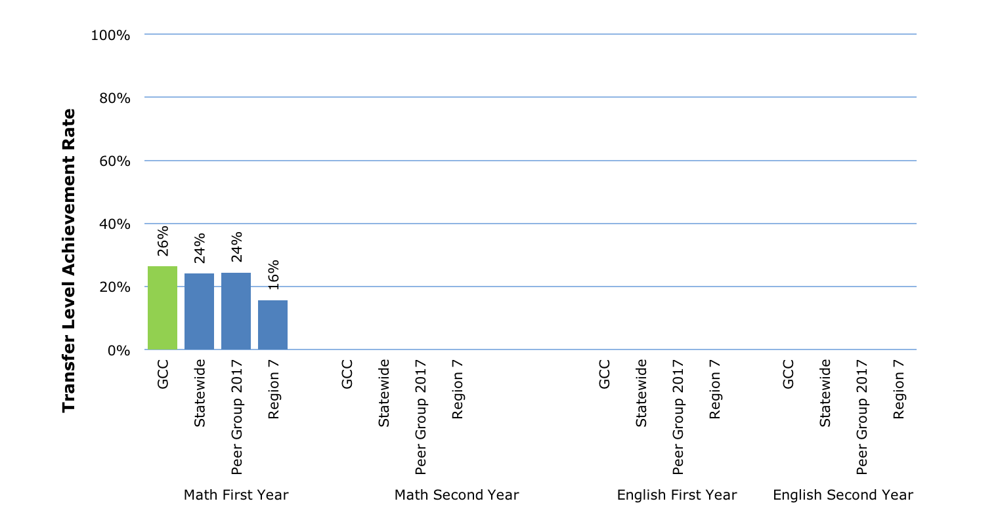 Transfer Level Achievement Rate
100%
80%
60%
40%
20%
0%
26%
24%
24%
16%
GCC
Statewide
Peer Group 2017
Region 7
GCC
Statewide
Peer Group 2017
Region 7
GCC
Statewide
Peer Group 2017
Region 7
GCC
Statewide
Peer Group 2017
Region 7
Math First Year
Math Second Year
English First Year
English Second Year